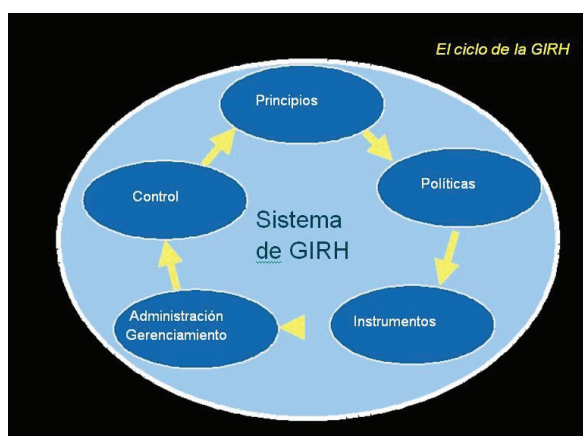 El ciclo de la GIRH
Principios
Políticas
Control
Sistema
de GIRH
Administración
Gerenciamiento
Instrumentos